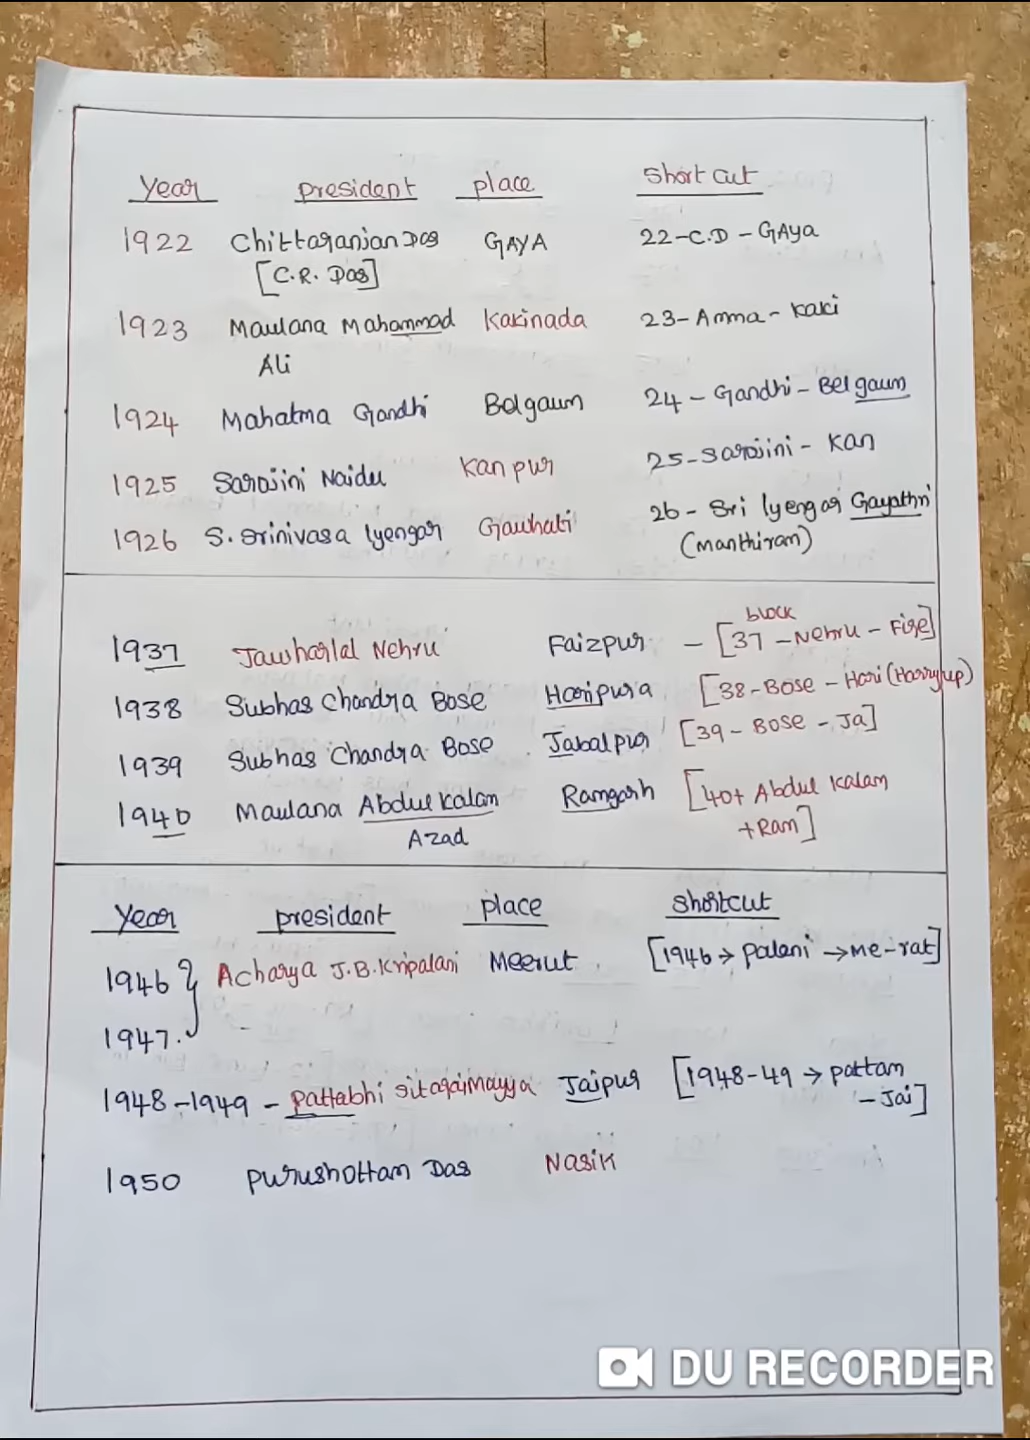 Year president place Short cut
1922 Chittaranjan Das GAYA 22-C.D - GAya
[C.R. Das]
1923 Maulana Mahammad Kakinada 23-Amma-kaki
Ali
1924 Mahatma Gandhi Belgaum 24 - Gandhi - Belgaum
1925 Sarojini Naidu Kanpur 25-Sarojini - Kan
1926 S. Srinivasa Iyengar Gauhati 26 - Sri Iyengar Gayathri
(Manthiram)
block
1937 Jawharlal Nehru Faizpur - [37 -Nehru - Fire]
1938 Subhas Chandra Bose Haripura [38-Bose - Hari (Harryup)
1939 Subhas Chandra Bose Jabalpur [39 - Bose - Ja]
1940 Maulana Abdul kalam Ramgarh [40+ Abdul Kalam
Azad +Ram]
Year president place shortcut
1946 } Acharya J.B.Kripalani Meerut [1946 → palani → Me-rat]
1947.
1948-1949 - pattabhi sitaraimayya Jaipur [1948-49 → pattam
- Jai]
1950 Purushottam Das Nasik
DU RECORDER